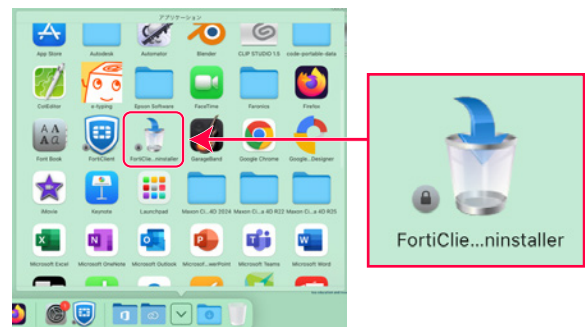 アプリケーション
App Store Autodesk Automator Blender CLIP STUDIO 1.5 code-portable-data
CotEditor e-typing Epson Software FaceTime Faronics Firefox
Font Book FortiClient FortiClie...ninstaller GarageBand Google Chrome Google...Designer
iMovie Keynote Launchpad Maxon Ci...4D 2024 Maxon Ci...a 4D R22 Maxon Ci...a 4D R25
Microsoft Excel Microsoft OneNote Microsoft Outlook Microsof...werPoint Microsoft Teams Microsoft Word
FortiClie...ninstaller